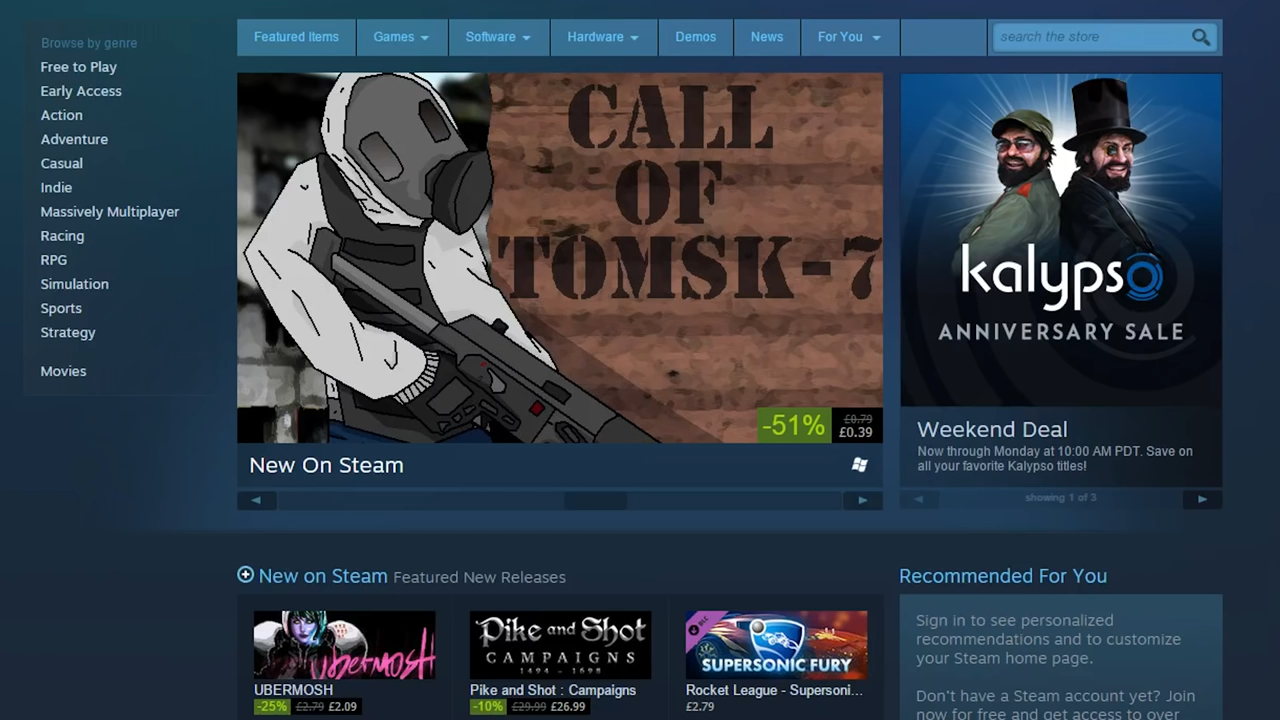 Browse by genre
Free to Play
Early Access
Action
Adventure
Casual
Indie
Massively Multiplayer
Racing
RPG
Simulation
Sports
Strategy
Movies
Featured Items
Games
Software
Hardware
Demos
News
For You
search the store
CALL
OF
TOMSK-7
-51%
£0.79
£0.39
New On Steam
kalypso
ANNIVERSARY SALE
Weekend Deal
Now through Monday at 10:00 AM PDT. Save on
all your favorite Kalypso titles!
showing 1 of 3
New on Steam Featured New Releases
UBERMOSH
UBERMOSH
-25% £2.79 £2.09
Pike and Shot
CAMPAIGNS
1494 - 1698
Pike and Shot : Campaigns
-10% £29.99 £26.99
DLC
SUPERSONIC FURY
Rocket League - Supersoni...
£2.79
Recommended For You
Sign in to see personalized
recommendations and to customize
your Steam home page.
Don't have a Steam account yet? Join
now for free and get access to over